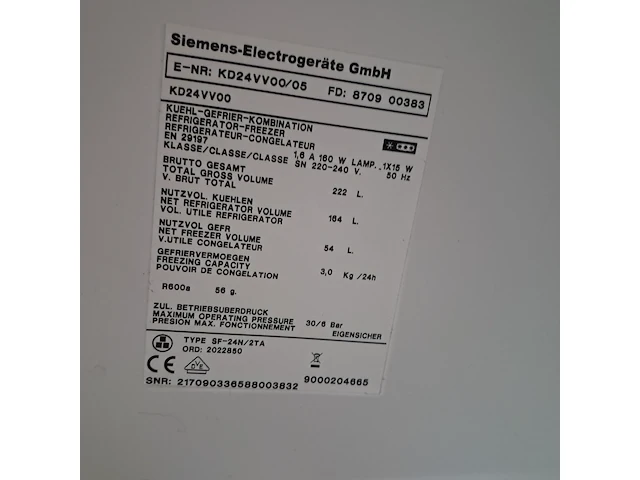 Siemens-Electrogeräte GmbH
E-NR: KD24VV00/05 FD: 8709 00383
KD24VV00
KUEHL-GEFRIER-KOMBINATION
REFRIGERATOR-FREEZER
REFRIGERATEUR-CONGELATEUR
EN 29197 1,6 A 160 W LAMP.. 1X15 W
KLASSE/CLASSE/CLASSE SN 220-240 V. 50 Hz
BRUTTO GESAMT
TOTAL GROSS VOLUME 222 L.
V. BRUT TOTAL
NUTZVOL. KUEHLEN
NET REFRIGERATOR VOLUME 164 L.
VOL. UTILE REFRIGERATOR
NUTZVOL GEFR
NET FREEZER VOLUME 54 L.
V.UTILE CONGELATEUR
GEFRIERVERMOEGEN
FREEZING CAPACITY 3,0 Kg /24h
POUVOIR DE CONGELATION
R600a 56 g.
ZUL. BETRIEBSUBERDRUCK
MAXIMUM OPERATING PRESSURE 30/6 Bar
PRESION MAX. FONCTIONNEMENT EIGENSICHER
TYPE SF-24N/2TA
ORD: 2022850
CE
SNR: 217090336588003832 9000204665